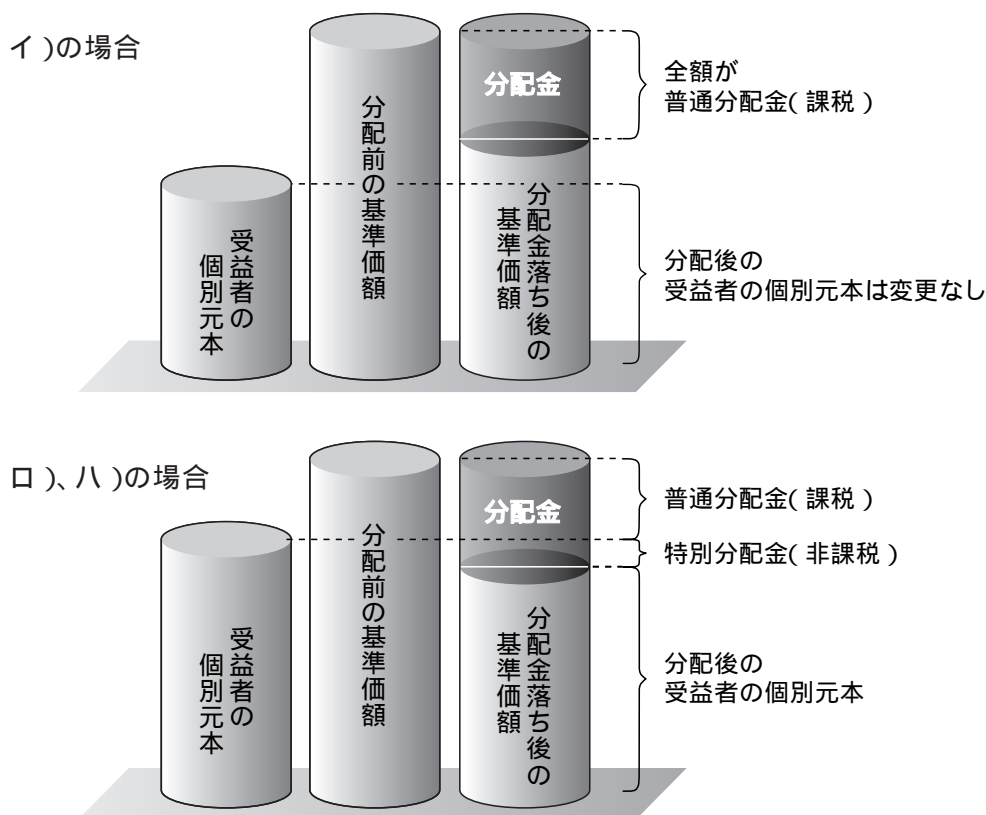 イ)の場合
受益者の
個別元本
分配前の基準価額
分配金
分配金落ち後の
基準価額
全額が
普通分配金(課税)
分配後の
受益者の個別元本は変更なし
ロ)、ハ)の場合
受益者の
個別元本
分配前の基準価額
分配金
分配金落ち後の
基準価額
普通分配金(課税)
特別分配金(非課税)
分配後の
受益者の個別元本